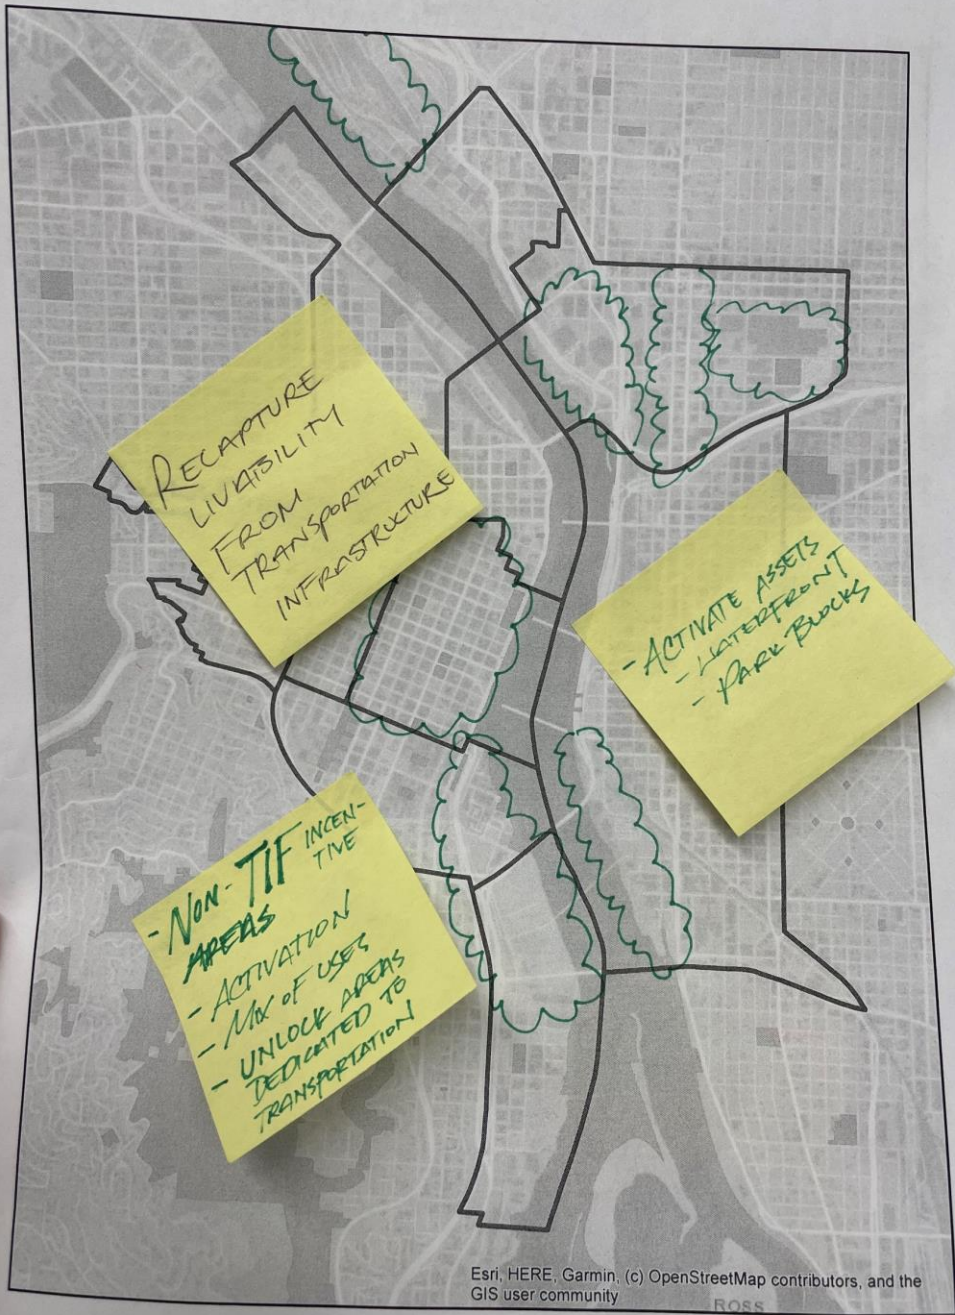 RECAPTURE
LIVABILITY
FROM
TRANSPORTATION
INFRASTRUCTURE
- ACTIVATE ASSETS
- WATERFRONT
- PARK BLOCKS
- NON-TIF INCEN-
TIVE
AREAS
- ACTIVATION
- MIX OF USES
- UNLOCK AREAS
DEDICATED TO
TRANSPORTATION
Esri, HERE, Garmin, (c) OpenStreetMap contributors, and the
GIS user community
ROSS